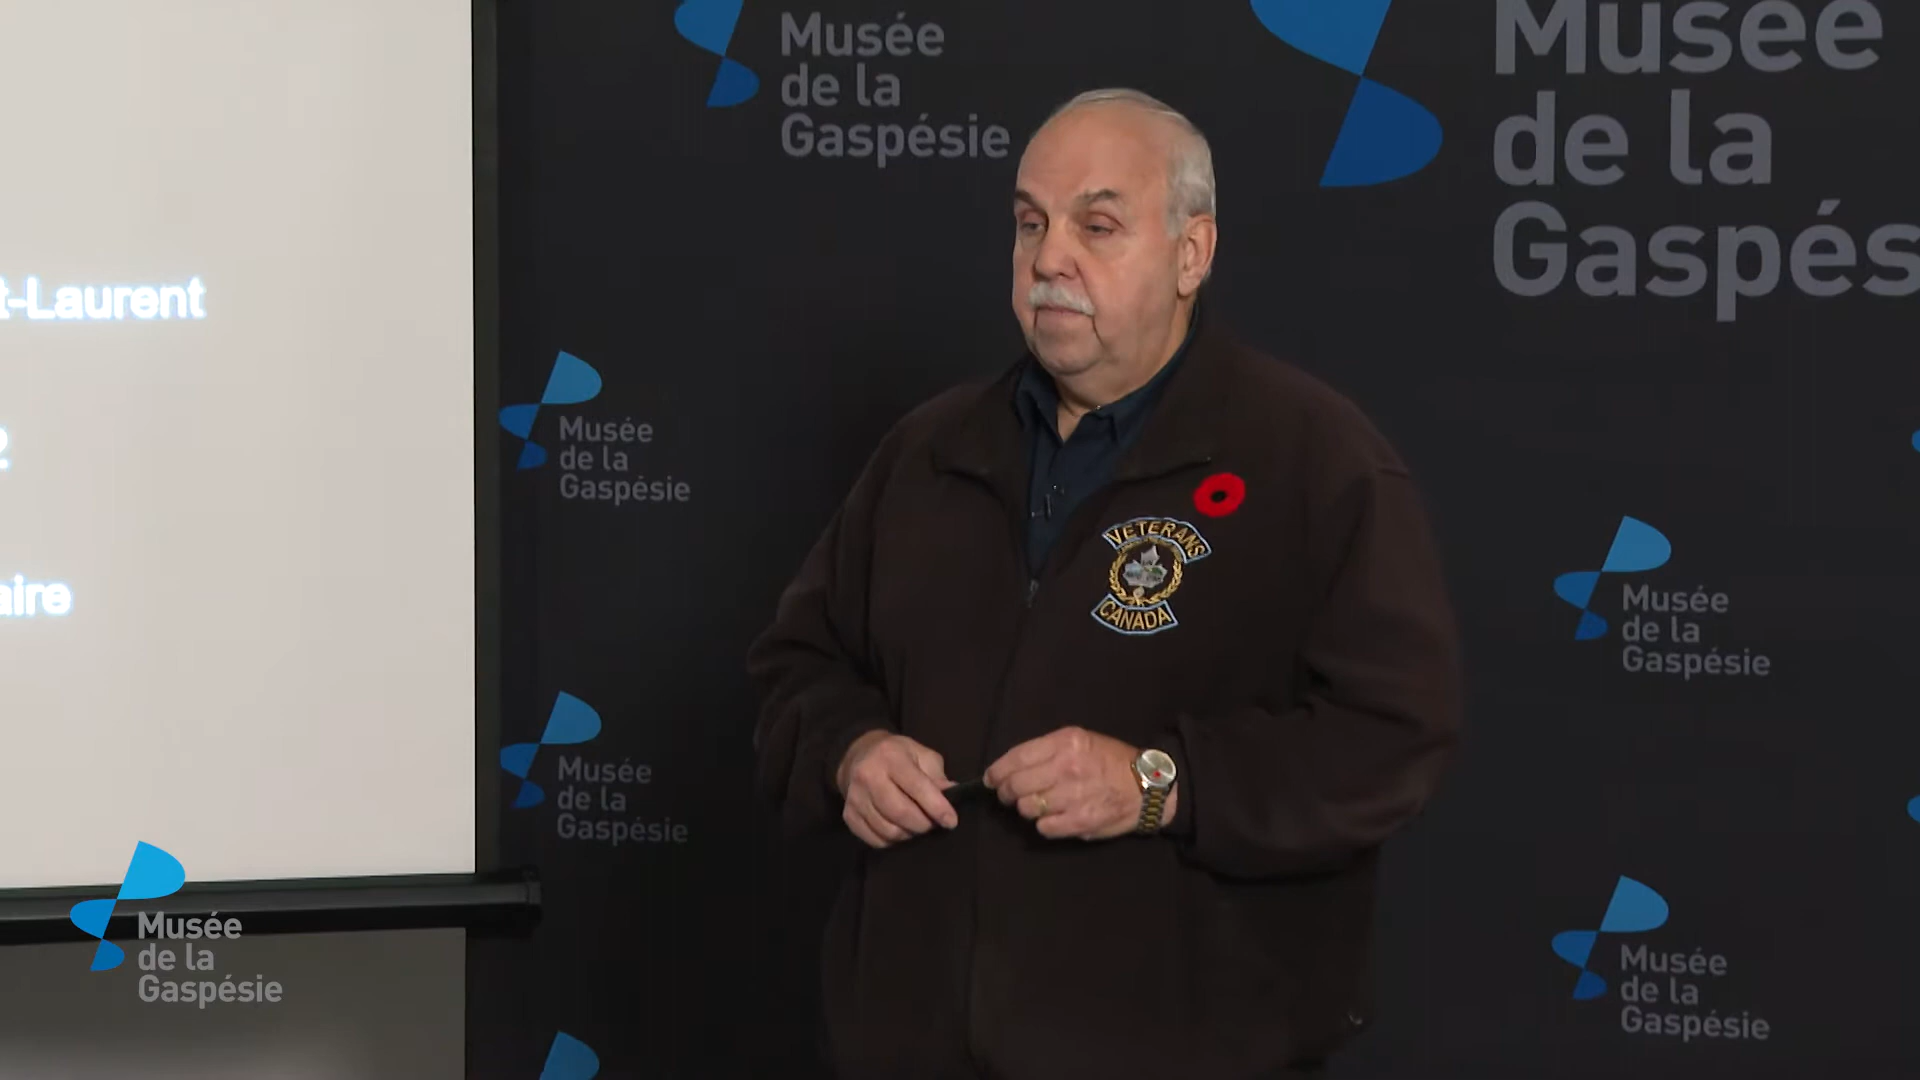 Musée
de la
Gaspésie
Musée
de la
Gaspés
t-Laurent
Musée
de la
Gaspésie
2
VETERANS
CANADA
aire
Musée
de la
Gaspésie
Musée
de la
Gaspésie
Musée
de la
Gaspésie
Musée
de la
Gaspésie